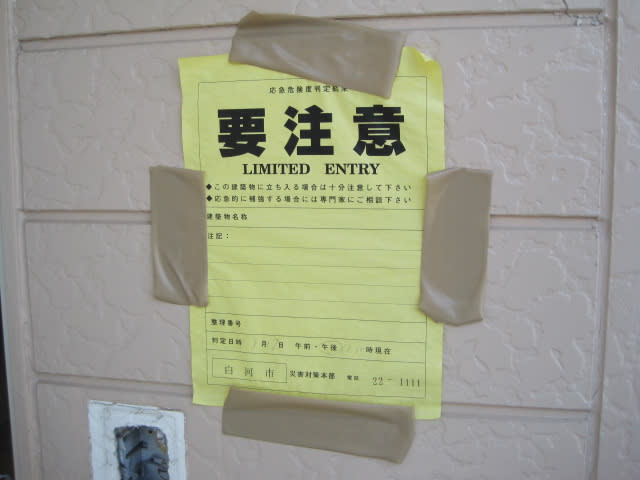 応急危険度判定結果
要注意
LIMITED ENTRY
◆この建築物に立ち入る場合は十分注意して下さい
◆応急的に補強する場合には専門家にご相談下さい
建築物名称
注記：
整理番号
判定日時 月 日 午前・午後 時現在
白河市 災害対策本部 電話 22-1111